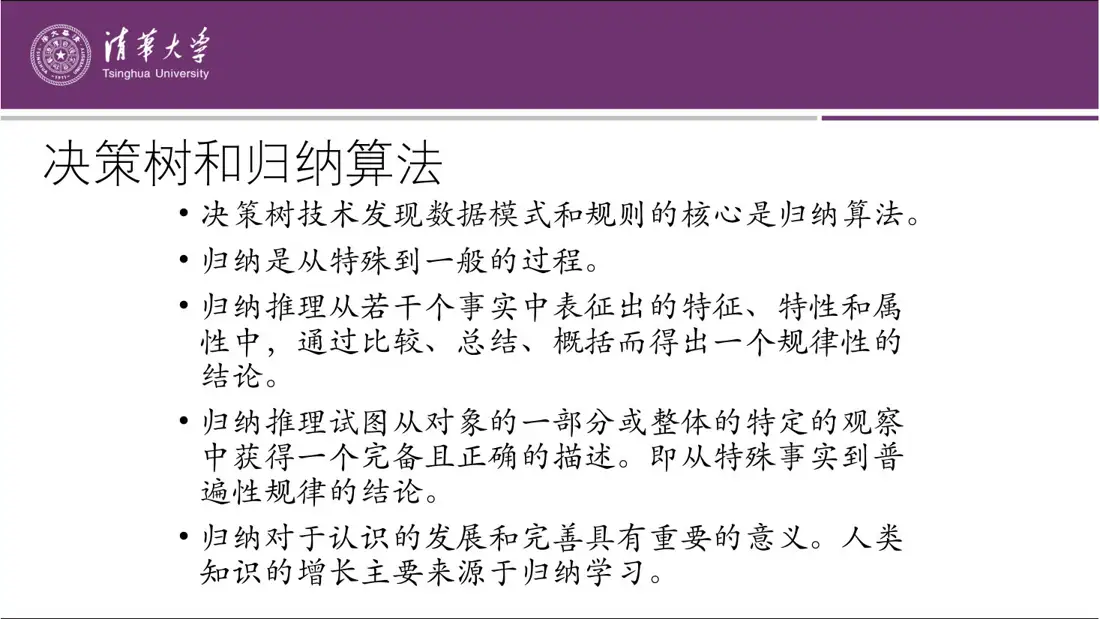 清华大学
Tsinghua University
决策树和归纳算法
• 决策树技术发现数据模式和规则的核心是归纳算法。
• 归纳是从特殊到一般的过程。
• 归纳推理从若干个事实中表征出的特征、特性和属
性中，通过比较、总结、概括而得出一个规律性的
结论。
• 归纳推理试图从对象的一部分或整体的特定的观察
中获得一个完备且正确的描述。即从特殊事实到普
遍性规律的结论。
• 归纳对于认识的发展和完善具有重要的意义。人类
知识的增长主要来源于归纳学习。